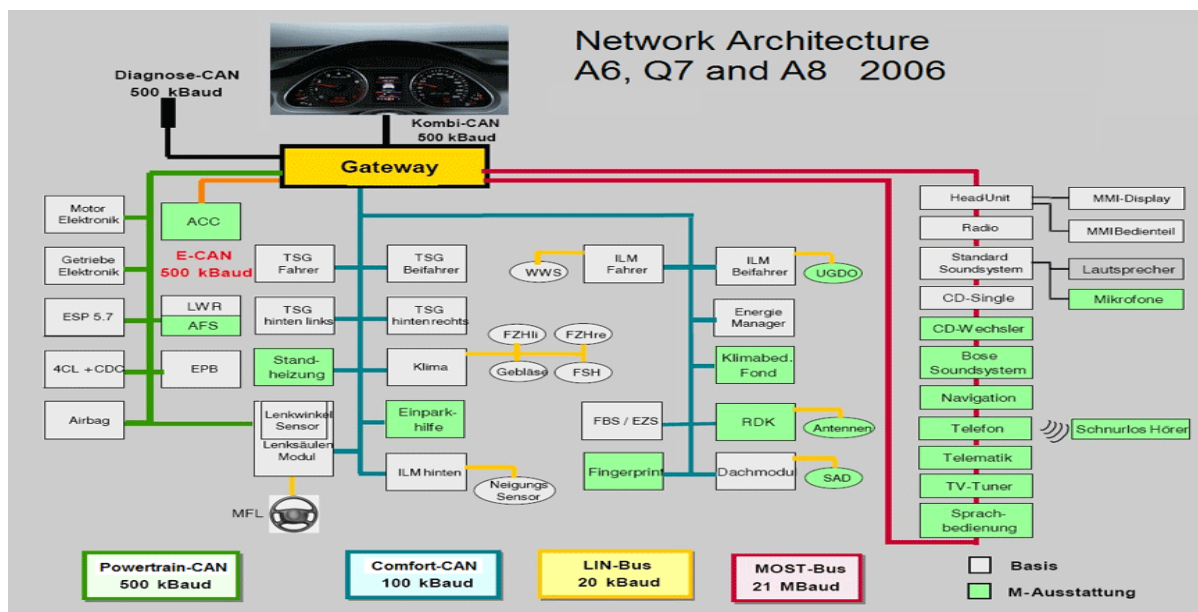 Network Architecture
A6, Q7 and A8 2006
Diagnose-CAN
500 kBaud
Kombi-CAN
500 kBaud
Gateway
Motor
Elektronik
ACC
E-CAN
500 kBaud
Getriebe
Elektronik
ESP 5.7
LWR
AFS
4CL +CDC
EPB
Airbag
Lenkwinkel
Sensor
Lenksäulen
Modul
MFL
TSG
Fahrer
TSG
Beifahrer
TSG
hinten links
TSG
hinten rechts
Stand-
heizung
Klima
FZHli
FZHre
Gebläse
FSH
Einpark-
hilfe
ILM hinten
Neigungs
Sensor
WWS
ILM
Fahrer
ILM
Beifahrer
UGDO
Energie
Manager
Klimabed.
Fond
FBS / EZS
RDK
Antennen
Fingerprint
Dachmodu
SAD
HeadUnit
MMI-Display
MMIBedienteil
Radio
Standard
Soundsystem
Lautsprecher
Mikrofone
CD-Single
CD-Wechsler
Bose
Soundsystem
Navigation
Telefon
Schnurlos Hörer
Telematik
TV-Tuner
Sprach-
bedienung
Powertrain-CAN
500 kBaud
Comfort-CAN
100 kBaud
LIN-Bus
20 kBaud
MOST-Bus
21 MBaud
Basis
M-Ausstattung